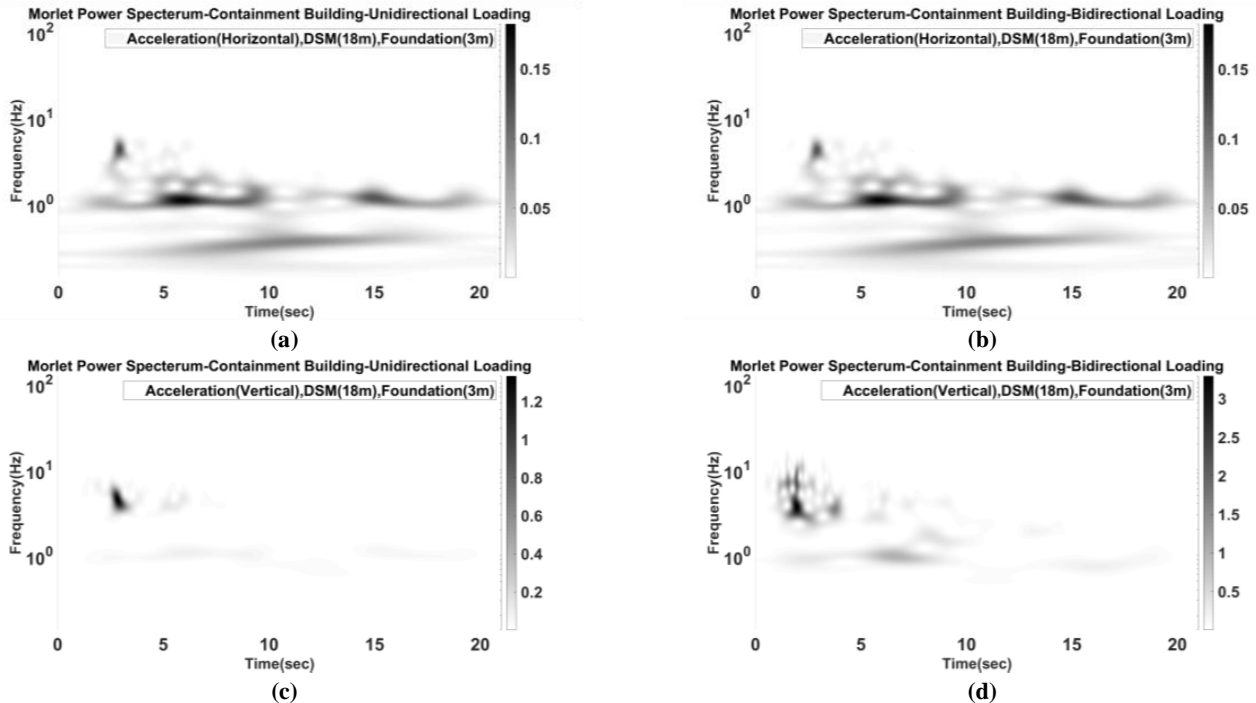 Morlet Power Specterum-Containment Building-Unidirectional Loading
Acceleration(Horizontal),DSM(18m),Foundation(3m)
10^2
10^1
10^0
Frequency(Hz)
0.15
0.1
0.05
0 5 10 15 20
Time(sec)
(a)
Morlet Power Specterum-Containment Building-Bidirectional Loading
Acceleration(Horizontal),DSM(18m),Foundation(3m)
10^2
10^1
10^0
Frequency(Hz)
0.15
0.1
0.05
0 5 10 15 20
Time(sec)
(b)
Morlet Power Specterum-Containment Building-Unidirectional Loading
Acceleration(Vertical),DSM(18m),Foundation(3m)
10^2
10^1
10^0
Frequency(Hz)
1.2
1
0.8
0.6
0.4
0.2
0 5 10 15 20
Time(sec)
(c)
Morlet Power Specterum-Containment Building-Bidirectional Loading
Acceleration(Vertical),DSM(18m),Foundation(3m)
10^2
10^1
10^0
Frequency(Hz)
3
2.5
2
1.5
1
0.5
0 5 10 15 20
Time(sec)
(d)